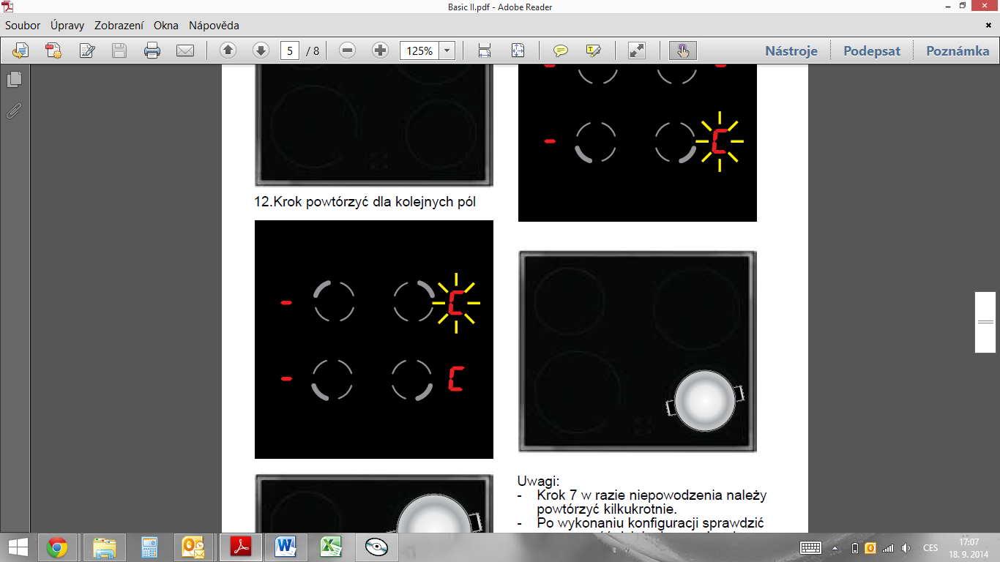 Basic II.pdf - Adobe Reader
Soubor Úpravy Zobrazení Okna Nápověda
5 / 8 125% Nástroje Podepsat Poznámka
12.Krok powtórzyć dla kolejnych pól
C
C
C
Uwagi:
- Krok 7 w razie niepowodzenia należy
powtórzyć kilkukrotnie.
- Po wykonaniu konfiguracji sprawdzić
CES
17:07
18. 9. 2014